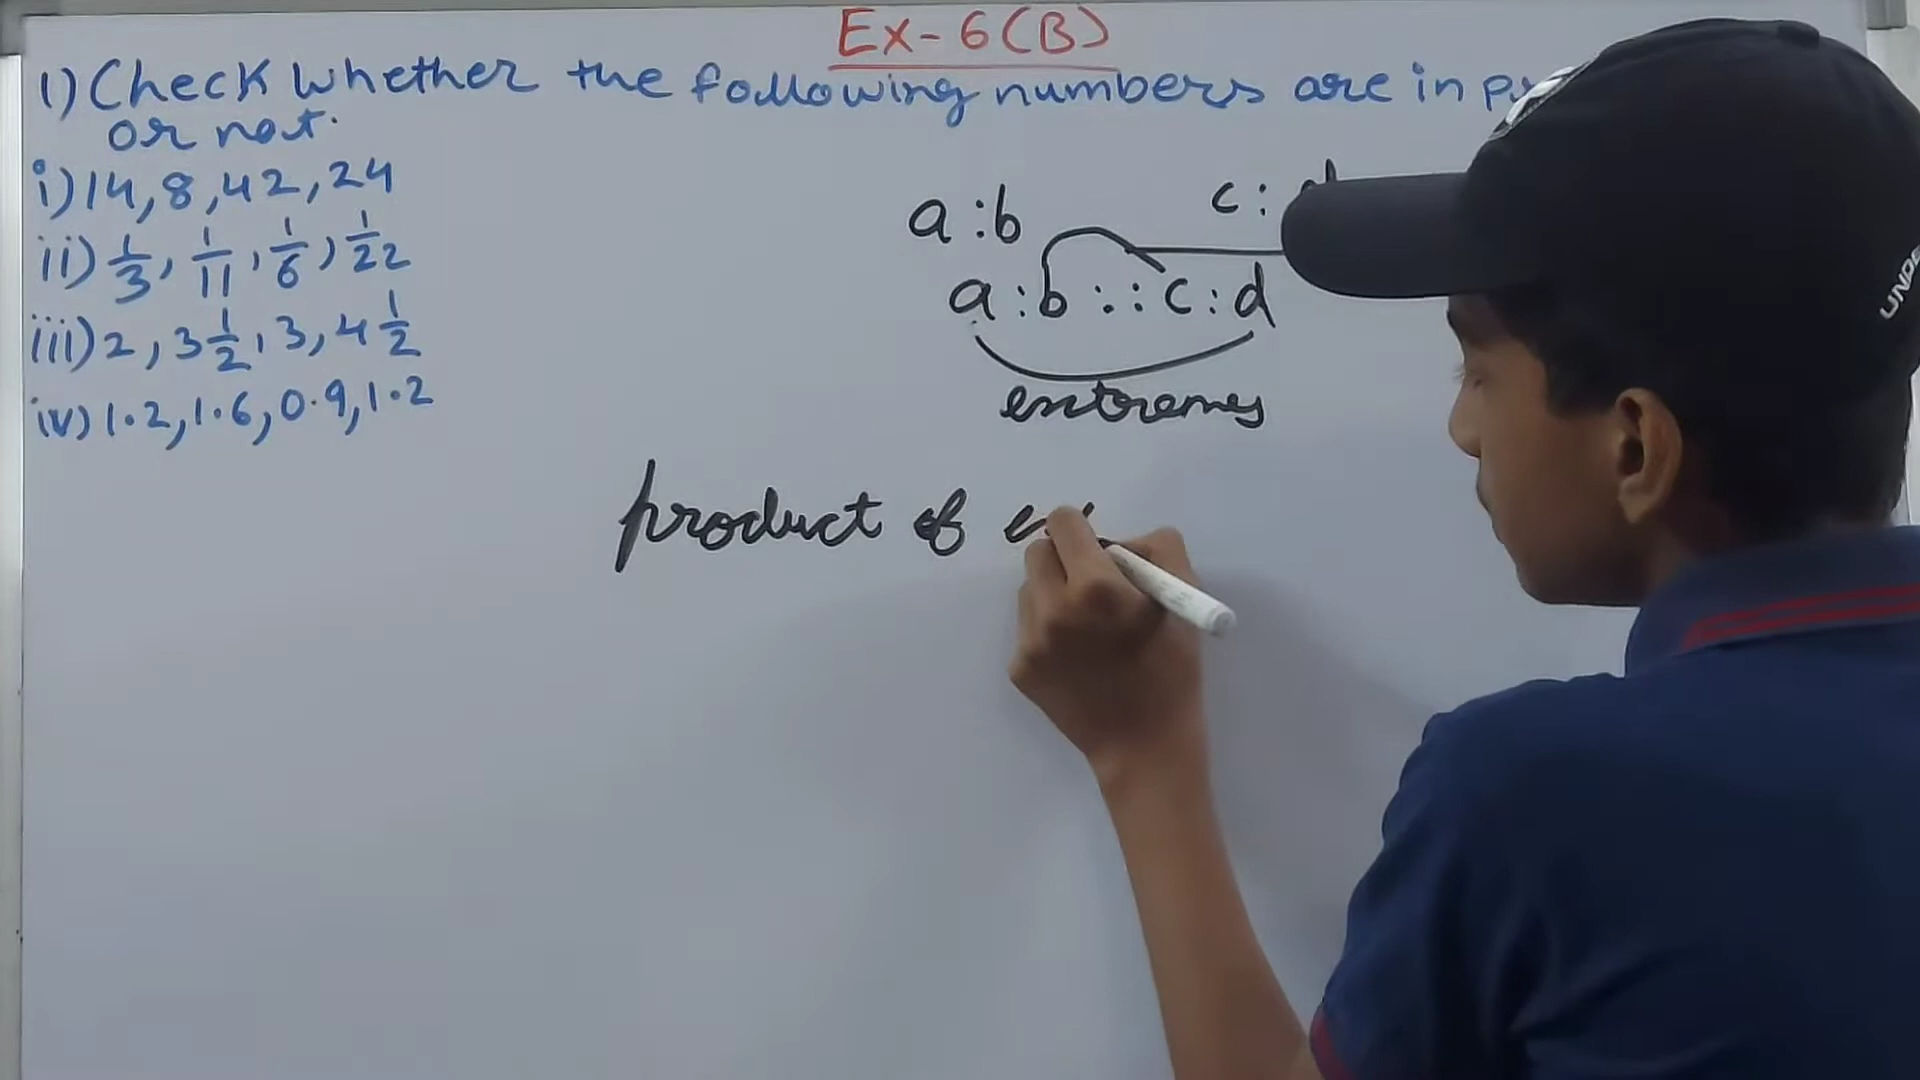 Ex-6(B)
1) Check whether the following numbers are in
or not.
i) 14, 8, 42, 24
ii) 1/3, 1/11, 1/6, 1/22
iii) 2, 3 1/2, 3, 4 1/2
iv) 1.2, 1.6, 0.9, 1.2
a : b
c : d
a : b : : c : d
extremes
product of
UNDE